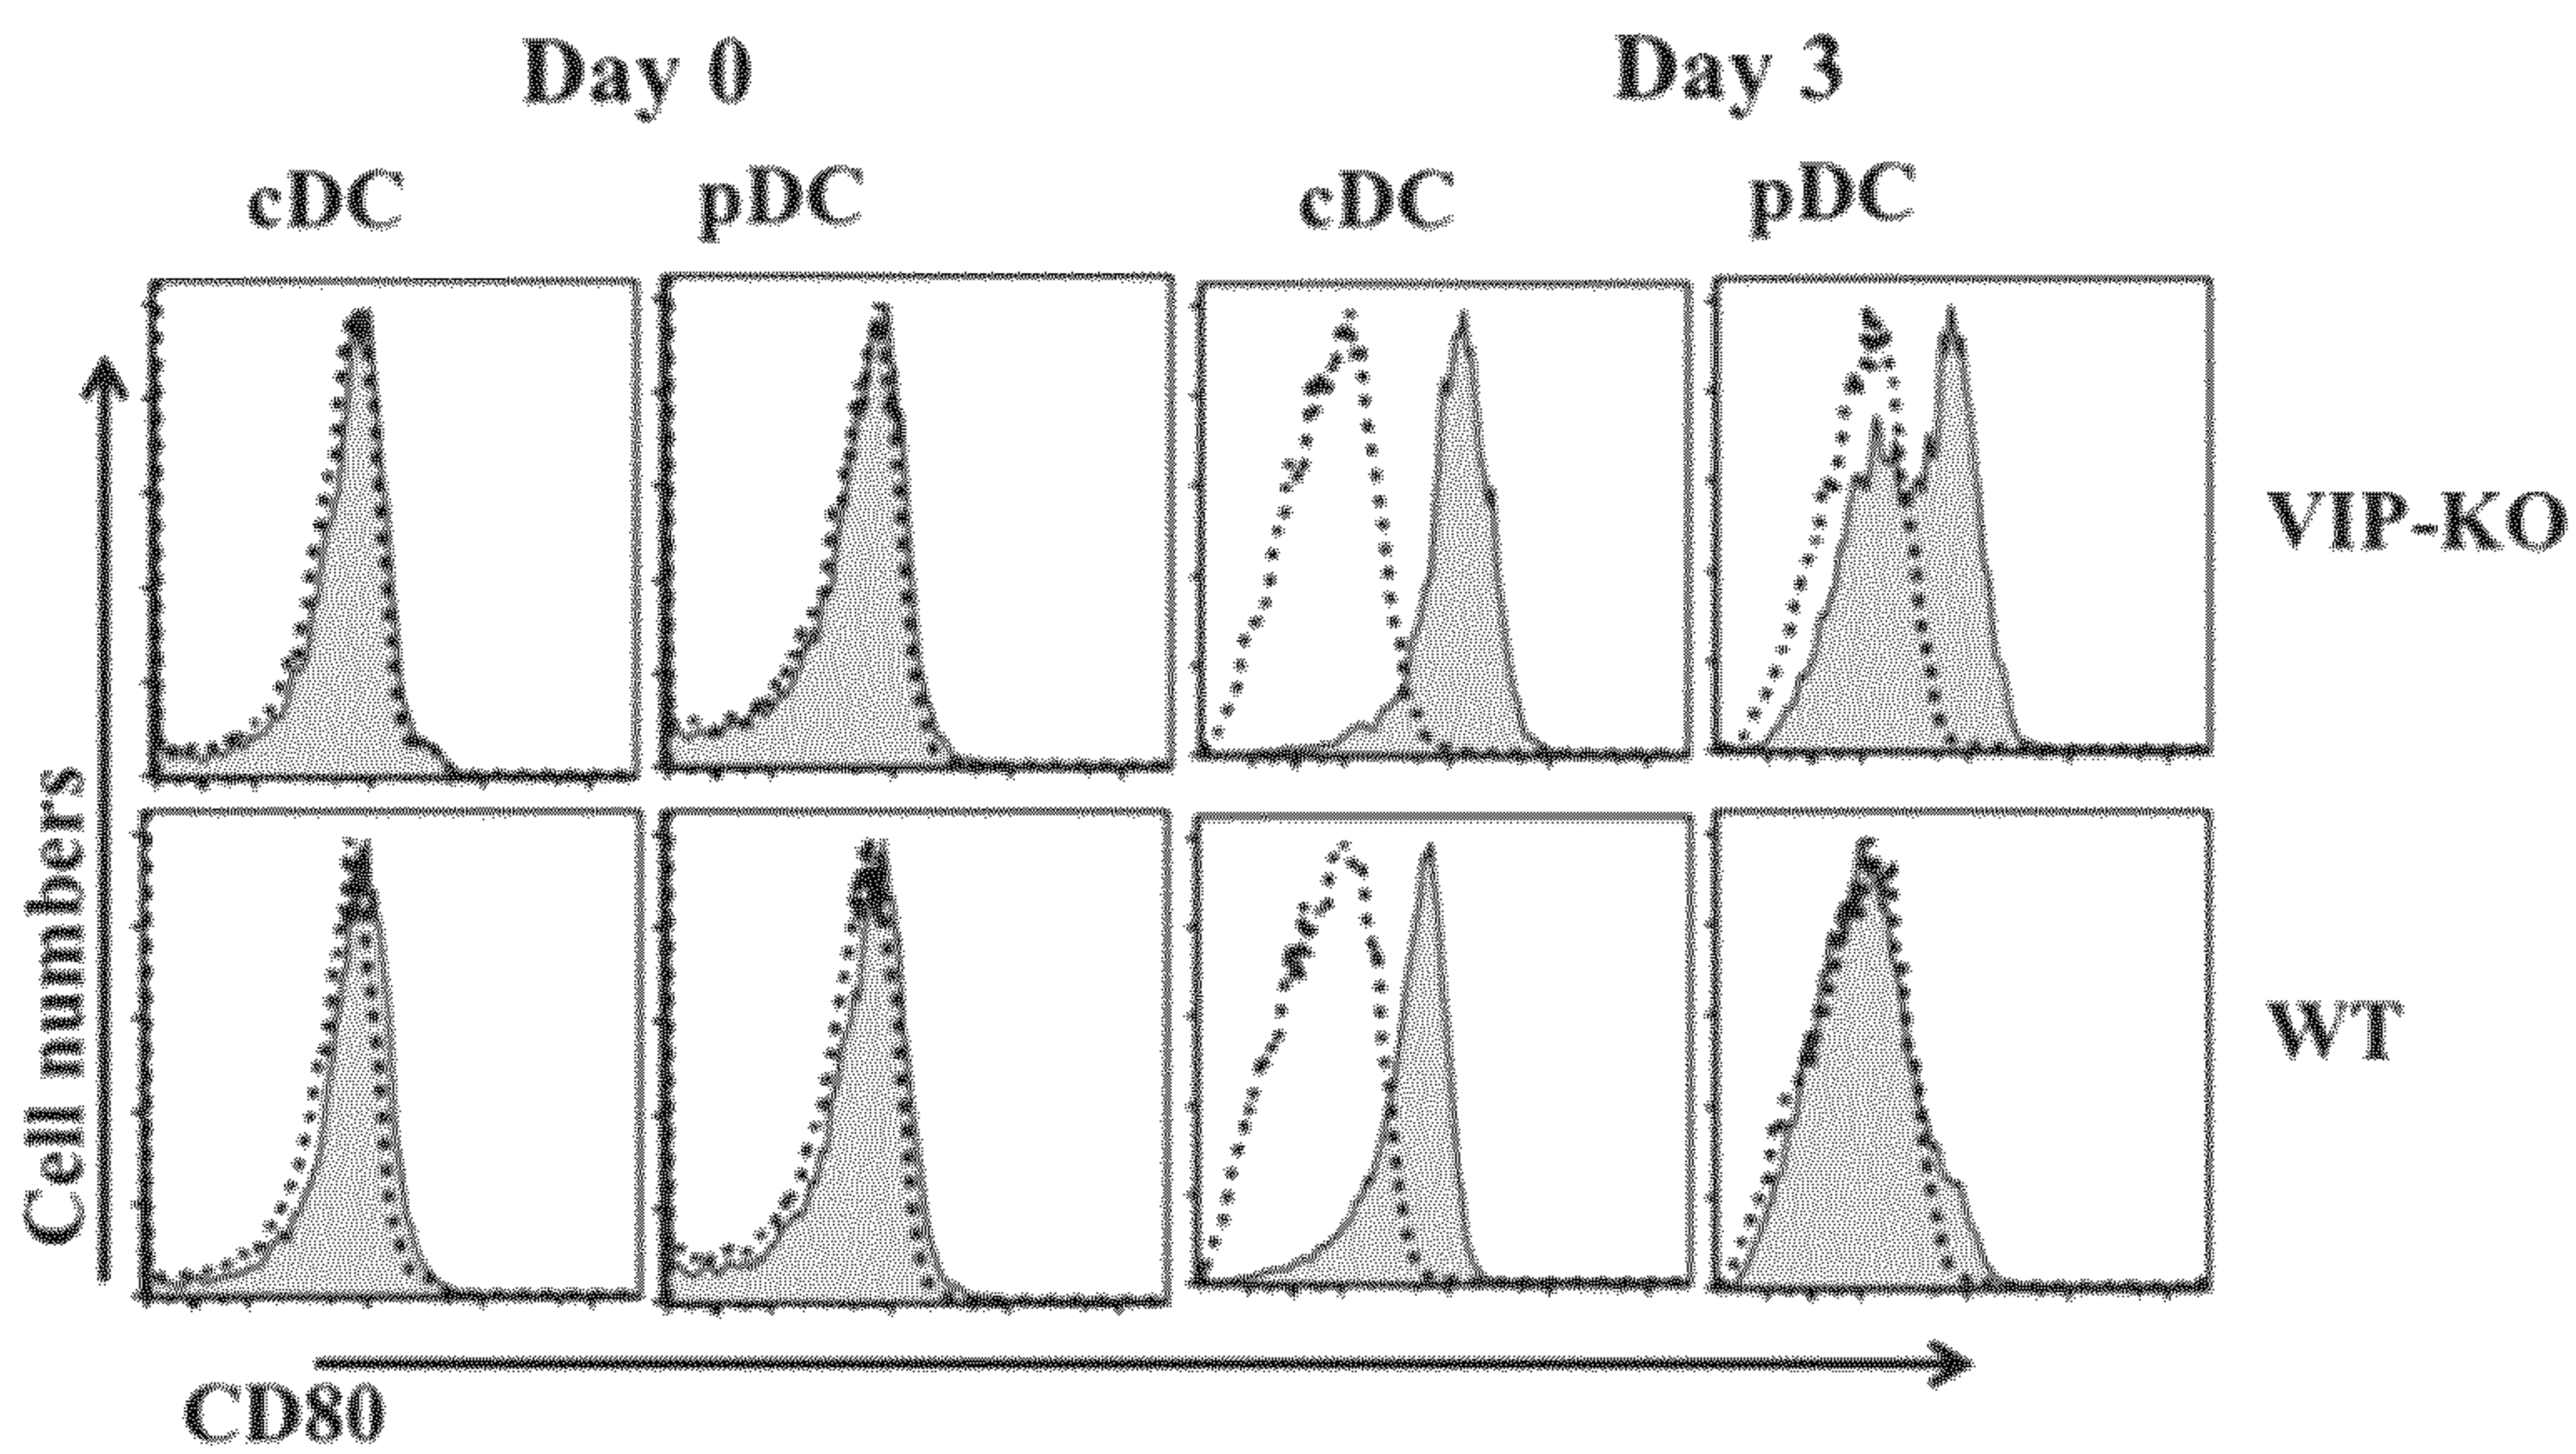 Day 0 Day 3
cDC pDC cDC pDC
VIP-KO
WT
Cell numbers
CD80